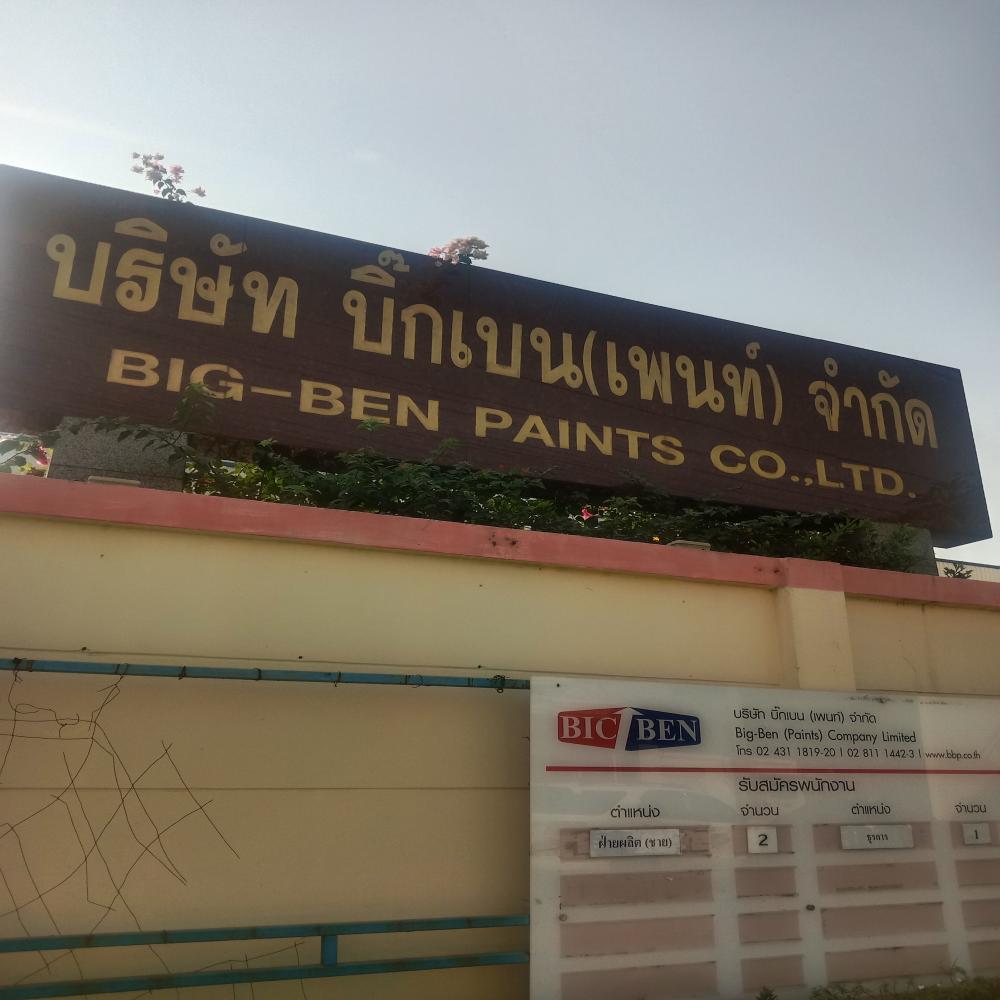 บริษัท บิ๊กเบน(เพนท์) จำกัด
BIG-BEN PAINTS CO.,LTD.
BIG BEN
บริษัท บิ๊กเบน (เพนท์) จำกัด
Big-Ben (Paints) Company Limited
โทร 02 431 1819-20 | 02 811 1442-3 | www.bbp.co.th
รับสมัครพนักงาน
ตำแหน่ง จำนวน ตำแหน่ง จำนวน
ฝ่ายผลิต (ชาย) 2 ธุรการ 1